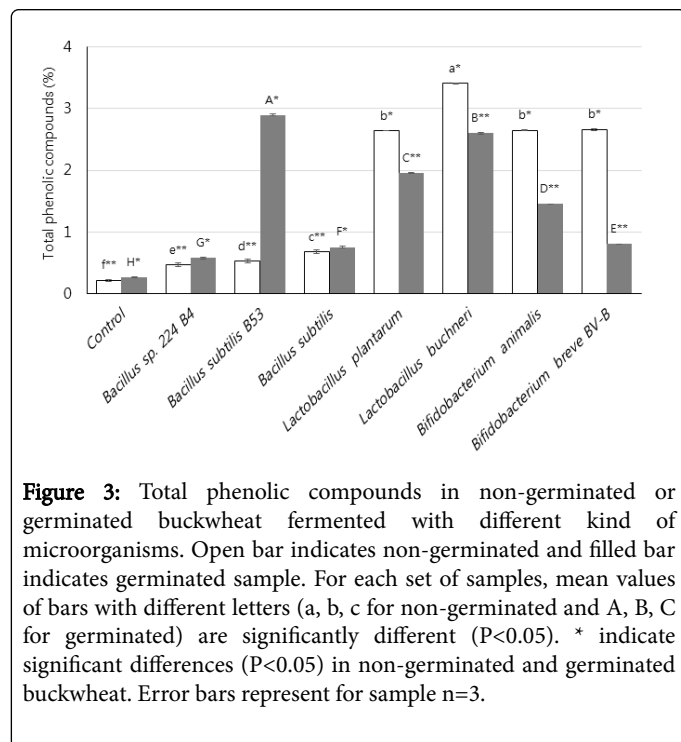 4
3
2
1
0
Total phenolic compounds (%)
f**
H*
e**
G*
d**
A*
c**
F*
b*
C**
a*
B**
b*
D**
b*
E**
Control
Bacillus sp. 224 B4
Bacillus subtilis B53
Bacillus subtilis
Lactobacillus plantarum
Lactobacillus buchneri
Bifidobacterium animalis
Bifidobacterium breve BV-B
Figure 3: Total phenolic compounds in non-germinated or
germinated buckwheat fermented with different kind of
microorganisms. Open bar indicates non-germinated and filled bar
indicates germinated sample. For each set of samples, mean values
of bars with different letters (a, b, c for non-germinated and A, B, C
for germinated) are significantly different (P<0.05). * indicate
significant differences (P<0.05) in non-germinated and germinated
buckwheat. Error bars represent for sample n=3.